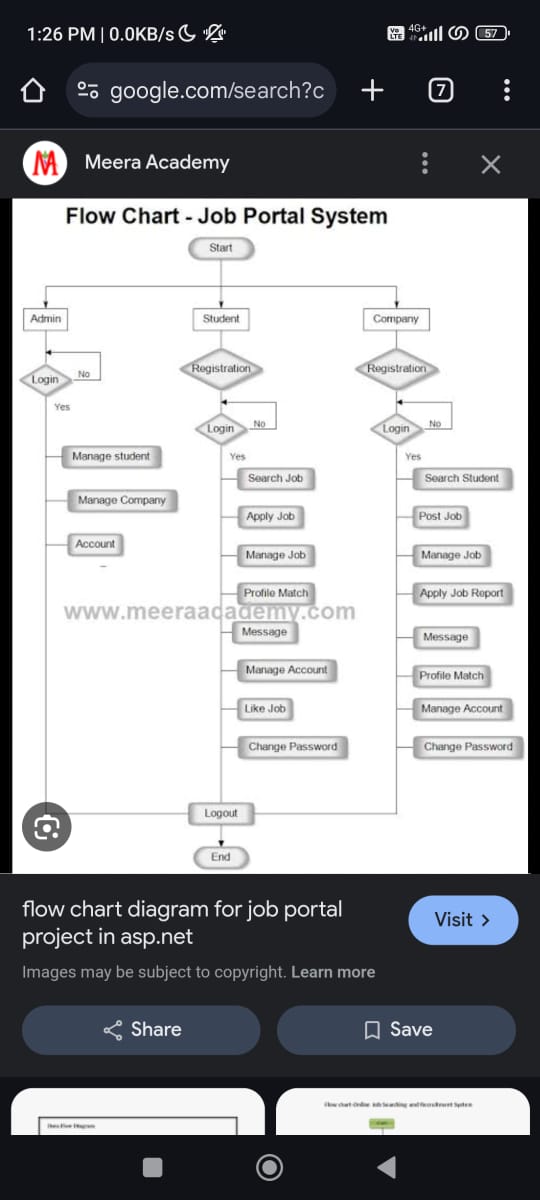 1:26 PM | 0.0KB/s
Vo LTE 4G+ 57
google.com/search?c
7
Meera Academy
Flow Chart - Job Portal System
Start
Admin
Student
Company
Login
No
Yes
Manage student
Manage Company
Account
Registration
Login
No
Yes
Search Job
Apply Job
Manage Job
Profile Match
Message
Manage Account
Like Job
Change Password
Registration
Login
No
Yes
Search Student
Post Job
Manage Job
Apply Job Report
Message
Profile Match
Manage Account
Change Password
www.meeraacademy.com
Logout
End
flow chart diagram for job portal
project in asp.net
Visit
Images may be subject to copyright. Learn more
Share
Save
Data Flow Diagram
Flow chart-Online Job Searching and Recruitment System